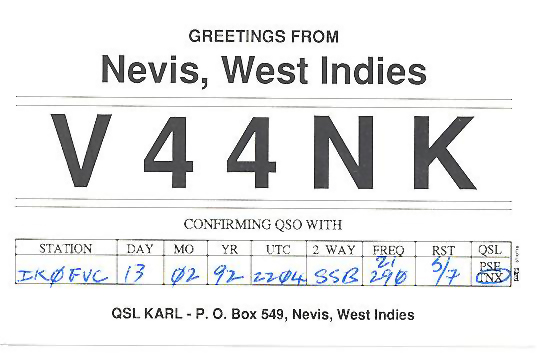 GREETINGS FROM
Nevis, West Indies
V44NK
CONFIRMING QSO WITH
STATION DAY MO YR UTC 2 WAY FREQ RST QSL
IKØFVC 13 02 92 2204 SSB 21 290 5/7 PSE TNX
QSL KARL - P. O. Box 549, Nevis, West Indies